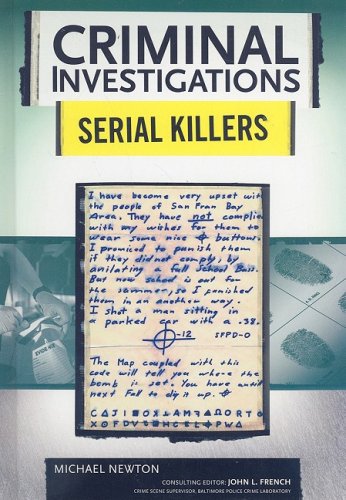 CRIMINAL
INVESTIGATIONS
SERIAL KILLERS
I have become very upset with
the people of San Fran Bay
Area. They have not complied
with my wishes for them to
wear some nice ⌖ buttons.
I promiced to punish them
if they did not comply, by
anilating a full School Buss.
But now school is out for
the summer, so I punished
them in an another way.
I shot a man sitting in
a parked car with a .38.
⌖-12 SFPD-0
The Map coupled with this
code will tell you where the
bomb is set. You have untill
next Fall to dig it up. ⌖
MICHAEL NEWTON
CONSULTING EDITOR: JOHN L. FRENCH
CRIME SCENE SUPERVISOR, BALTIMORE POLICE CRIME LABORATORY